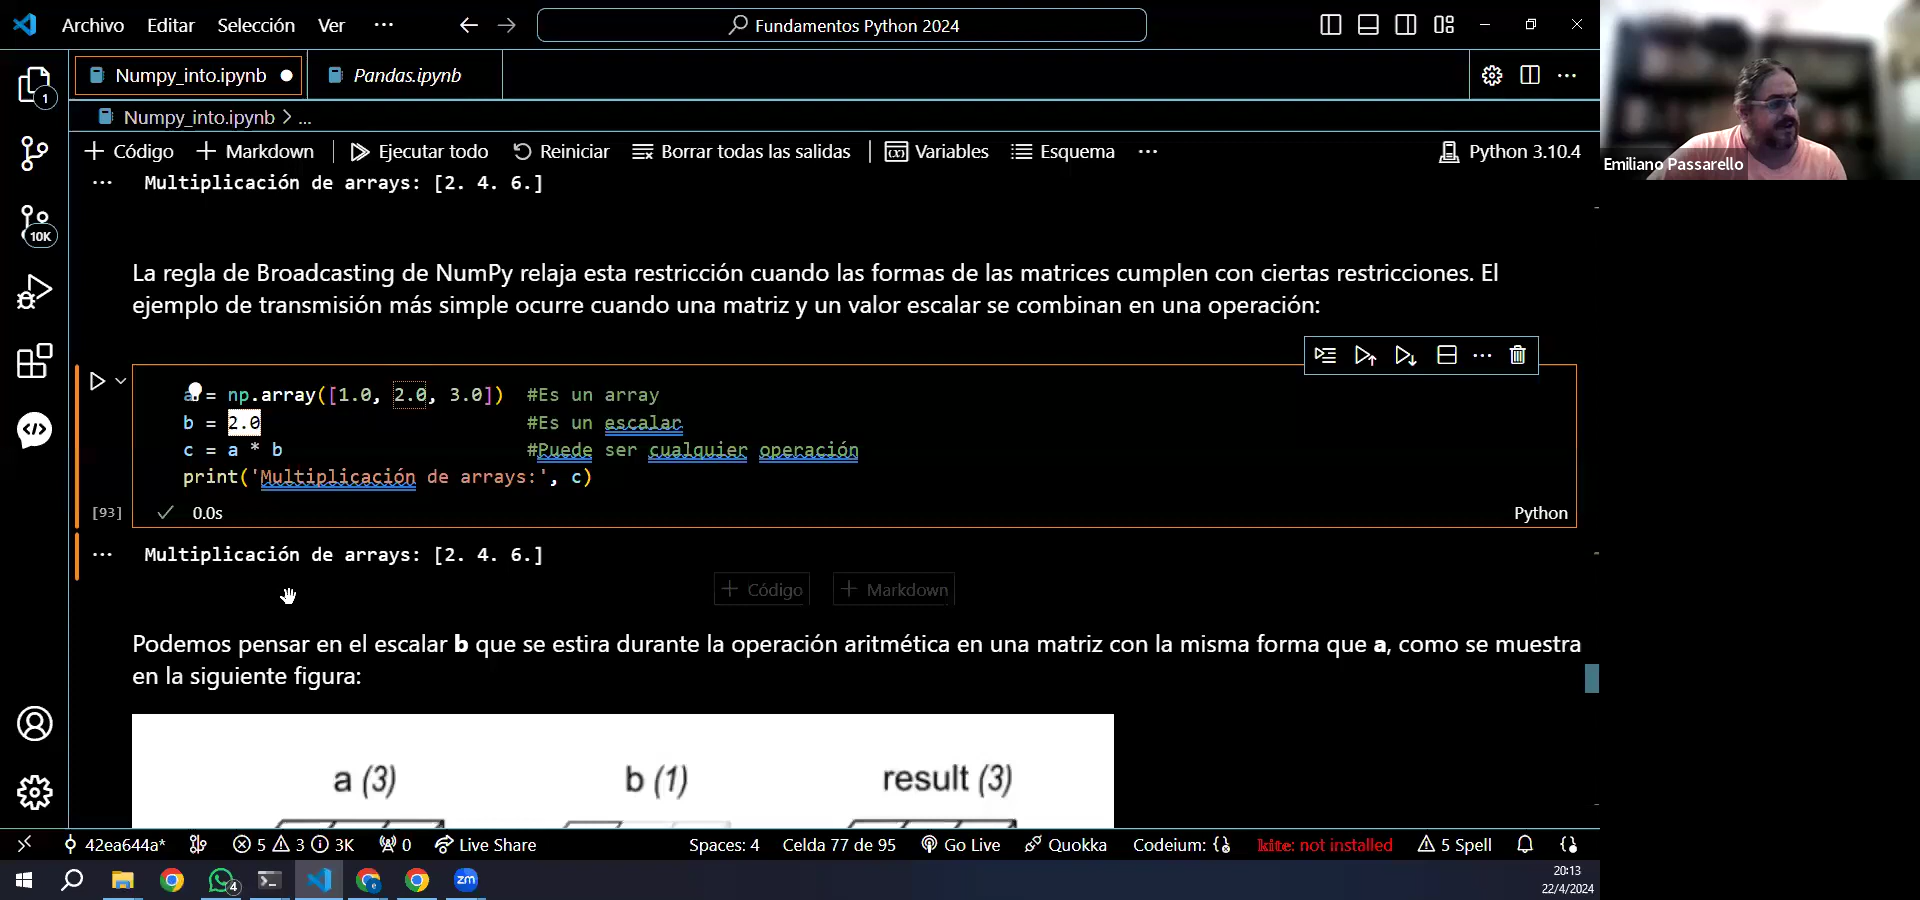 Archivo Editar Selección Ver ··· Fundamentos Python 2024
Numpy_into.ipynb Pandas.ipynb
Numpy_into.ipynb > ...
Código Markdown Ejecutar todo Reiniciar Borrar todas las salidas Variables Esquema ··· Python 3.10.4
Emiliano Passarello
1
10K
··· Multiplicación de arrays: [2. 4. 6.]
La regla de Broadcasting de NumPy relaja esta restricción cuando las formas de las matrices cumplen con ciertas restricciones. El
ejemplo de transmisión más simple ocurre cuando una matriz y un valor escalar se combinan en una operación:
a = np.array([1.0, 2.0, 3.0]) #Es un array
b = 2.0 #Es un escalar
c = a * b #Puede ser cualquier operación
print('Multiplicación de arrays:', c)
[93] 0.0s Python
··· Multiplicación de arrays: [2. 4. 6.]
+ Código + Markdown
Podemos pensar en el escalar b que se estira durante la operación aritmética en una matriz con la misma forma que a, como se muestra
en la siguiente figura:
a (3) b (1) result (3)
42ea644a* 5 3 3K 0 Live Share Spaces: 4 Celda 77 de 95 Go Live Quokka Codeium: {} kite: not installed 5 Spell
4 zm
20:13
22/4/2024